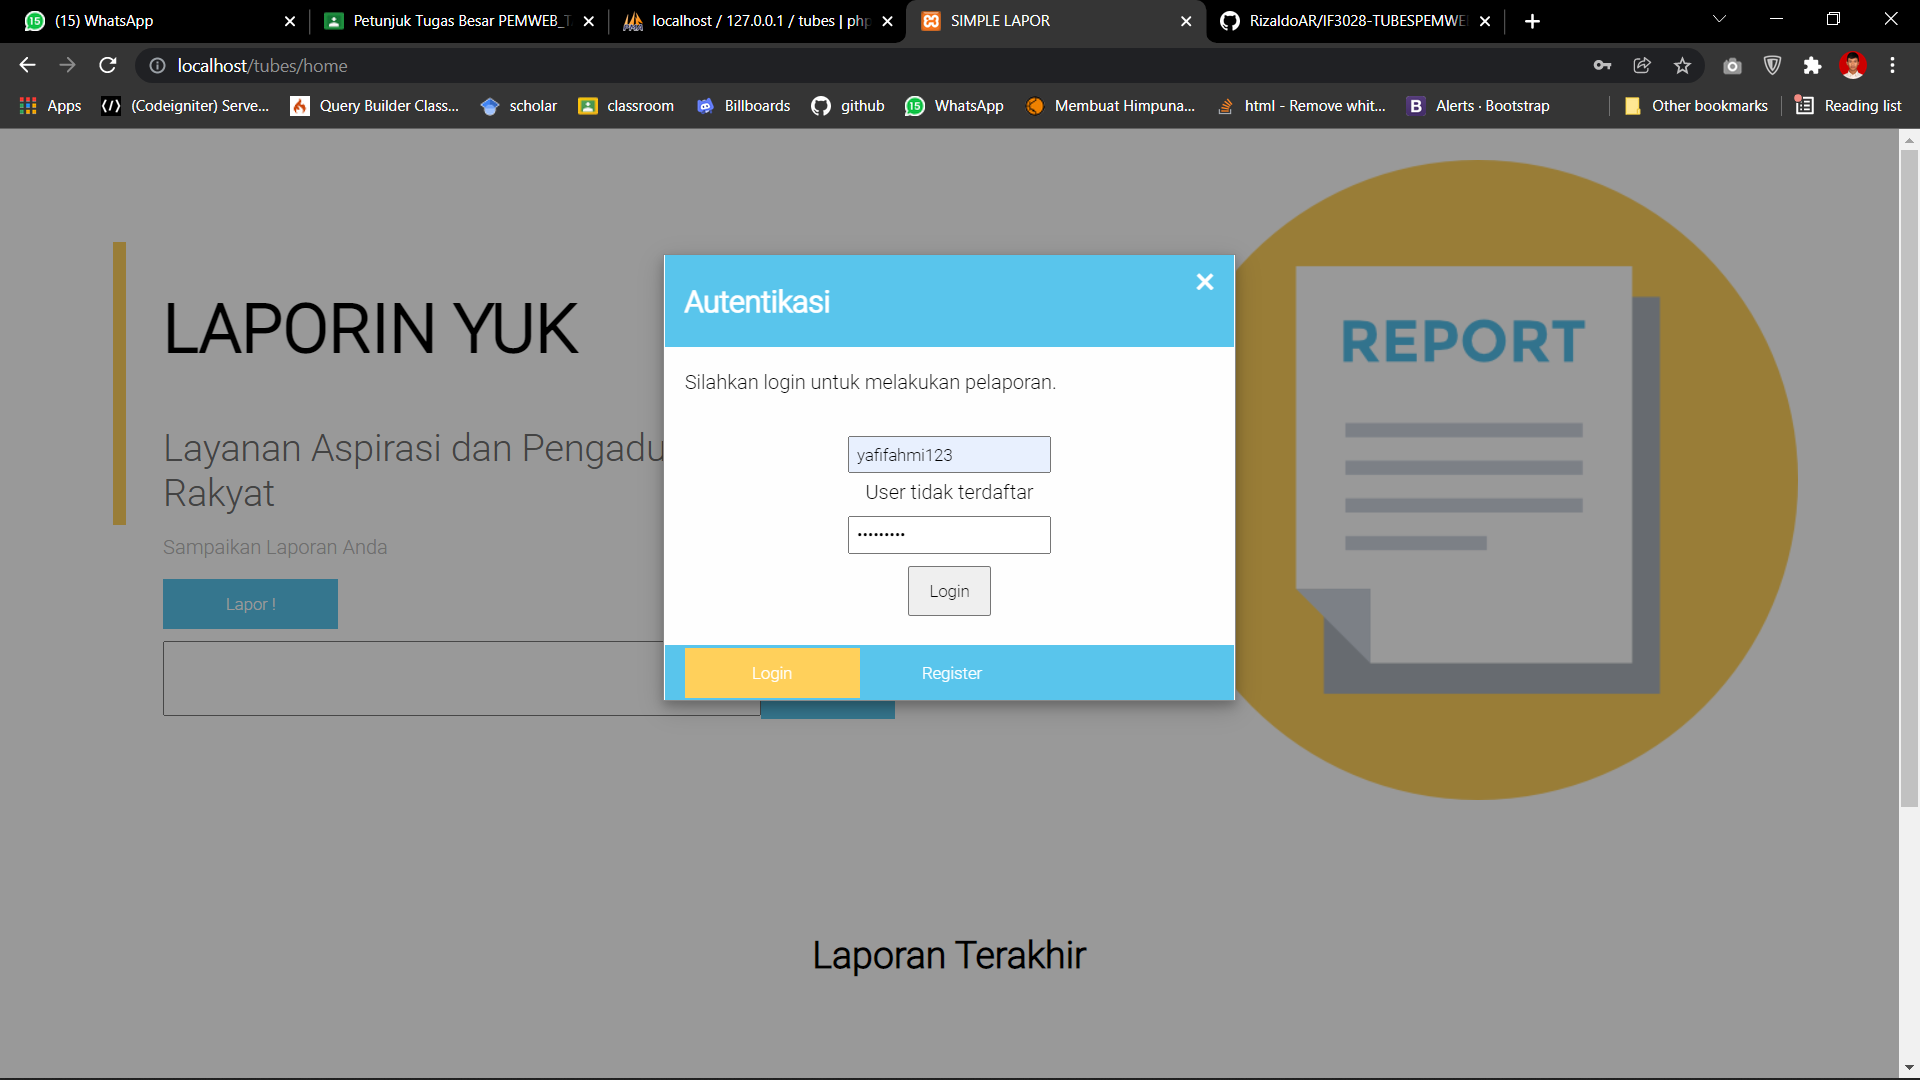 (15) WhatsApp
Petunjuk Tugas Besar PEMWEB_T
localhost / 127.0.0.1 / tubes | php
SIMPLE LAPOR
RizaldoAR/IF3028-TUBESPEMWE
localhost/tubes/home
Apps
(Codeigniter) Serve...
Query Builder Class...
scholar
classroom
Billboards
github
15
WhatsApp
Membuat Himpuna...
html - Remove whit...
B
Alerts · Bootstrap
Other bookmarks
Reading list
LAPORIN YUK
Layanan Aspirasi dan Pengadu
Rakyat
Sampaikan Laporan Anda
Lapor !
Autentikasi
Silahkan login untuk melakukan pelaporan.
yafifahmi123
User tidak terdaftar
•••••••••
Login
Login
Register
REPORT
Laporan Terakhir